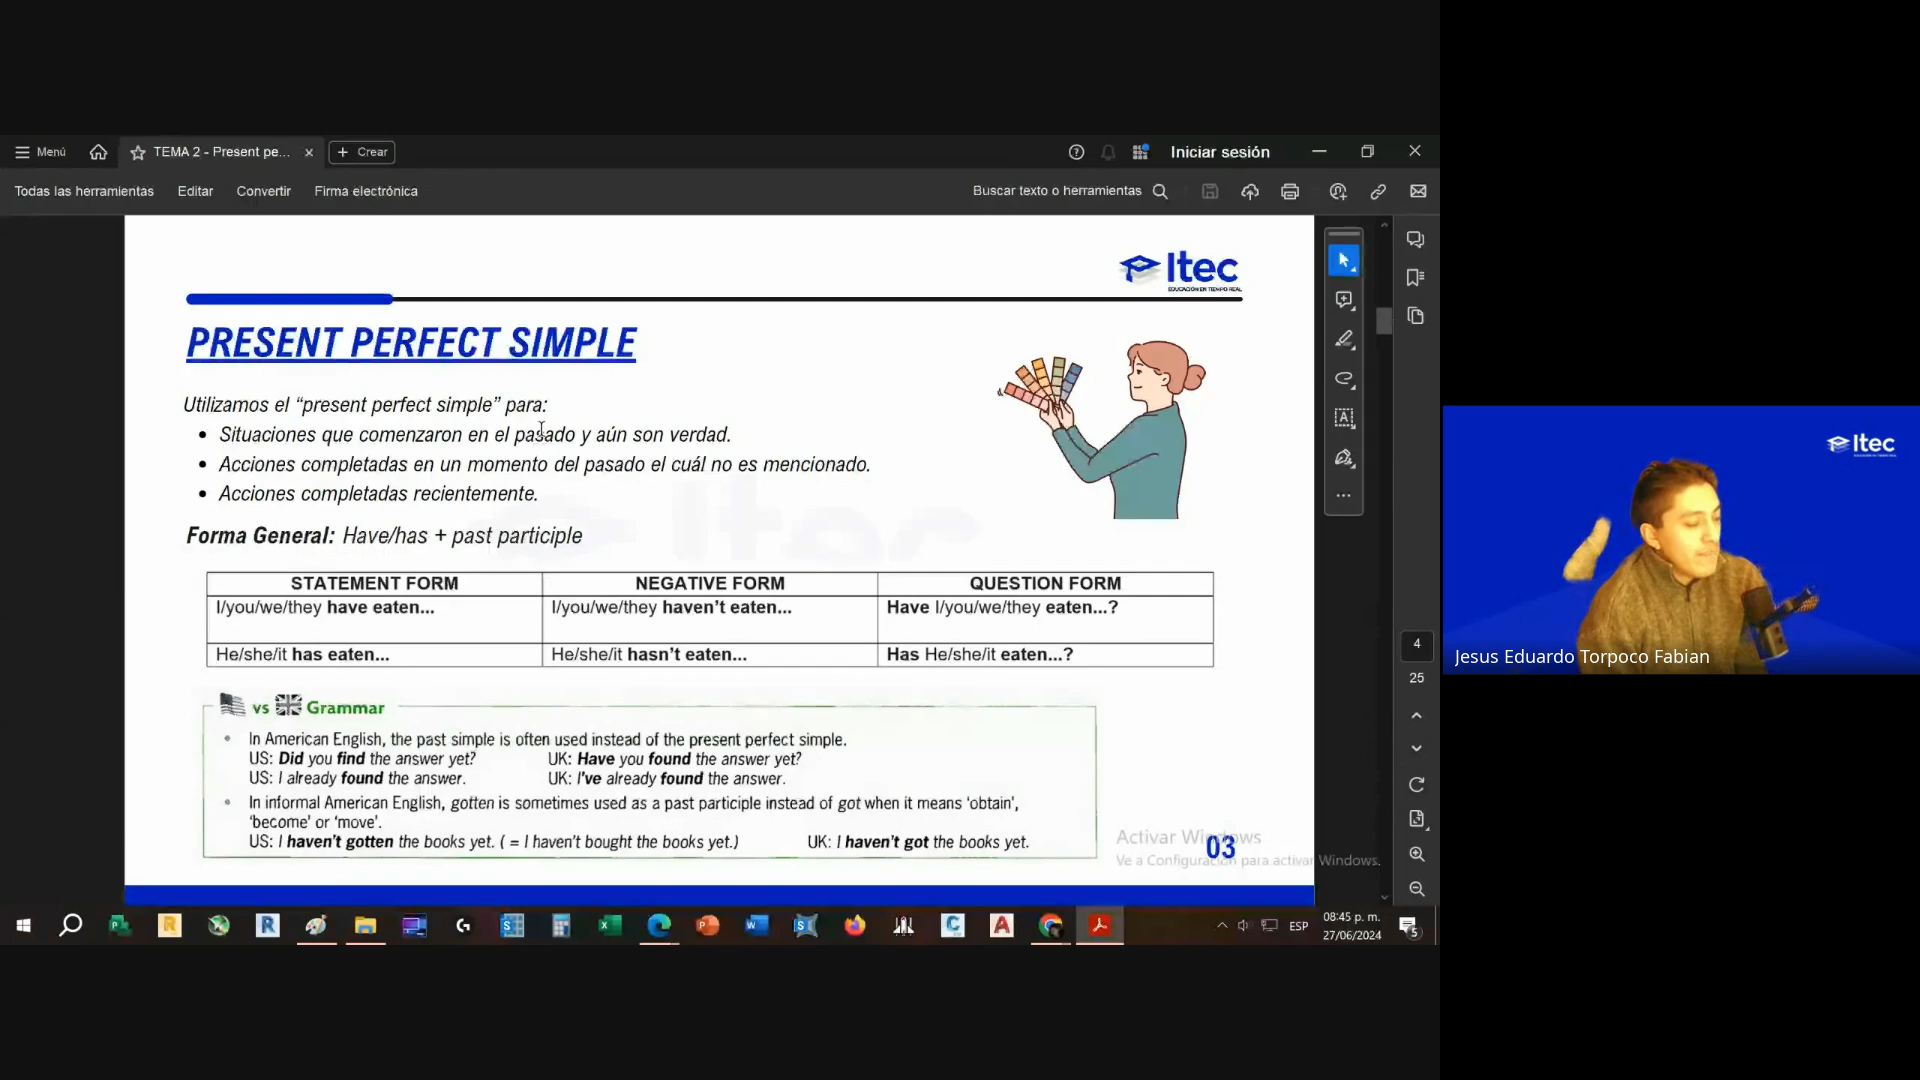 Menú
TEMA 2 - Present pe...
Crear
Iniciar sesión
Todas las herramientas
Editar
Convertir
Firma electrónica
Buscar texto o herramientas
Itec
EDUCACIÓN EN TIEMPO REAL
PRESENT PERFECT SIMPLE
Utilizamos el “present perfect simple” para:
• Situaciones que comenzaron en el pasado y aún son verdad.
• Acciones completadas en un momento del pasado el cuál no es mencionado.
• Acciones completadas recientemente.
Forma General: Have/has + past participle
STATEMENT FORM NEGATIVE FORM QUESTION FORM
I/you/we/they have eaten... I/you/we/they haven't eaten... Have I/you/we/they eaten...?
He/she/it has eaten... He/she/it hasn't eaten... Has He/she/it eaten...?
vs Grammar
• In American English, the past simple is often used instead of the present perfect simple.
US: Did you find the answer yet? UK: Have you found the answer yet?
US: I already found the answer. UK: I've already found the answer.
• In informal American English, gotten is sometimes used as a past participle instead of got when it means ‘obtain’,
‘become’ or ‘move’.
US: I haven't gotten the books yet. ( = I haven't bought the books yet.) UK: I haven't got the books yet.
03
Activar Windows
Ve a Configuración para activar Windows.
4
25
ESP
08:45 p. m.
27/06/2024
5
Itec
Jesus Eduardo Torpoco Fabian